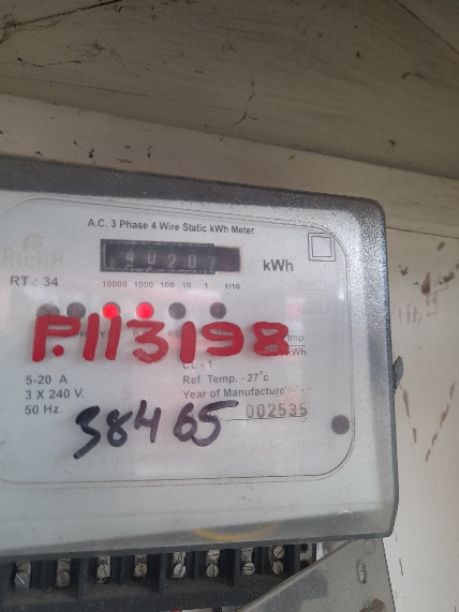 A.C. 3 Phase 4 Wire Static kWh Meter
40207
kWh
RT : 34
10000 1000 100 10 1 1/10
P.113198
CL - 1
5-20 A
Ref. Temp. - 27°c
3 X 240 V.
Year of Manufacture
50 Hz.
002535
38465